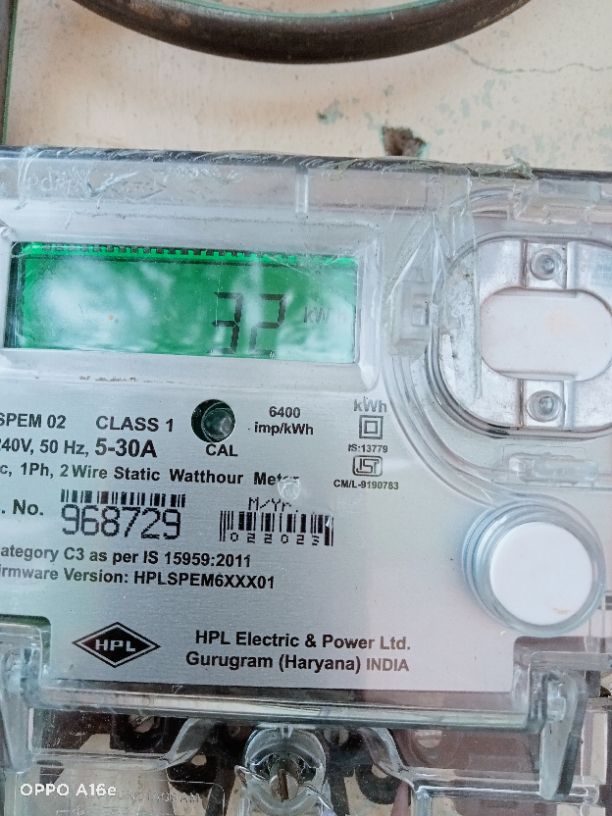 32 kW
SPEM 02 CLASS 1 6400 imp/kWh kWh
240V, 50 Hz, 5-30A CAL IS:13779
c, 1Ph, 2 Wire Static Watthour Meter
CM/L-9190783
. No. 968729 M/YR.
022023
ategory C3 as per IS 15959:2011
irmware Version: HPLSPEM6XXX01
HPL HPL Electric & Power Ltd.
Gurugram (Haryana) INDIA
OPPO A16e